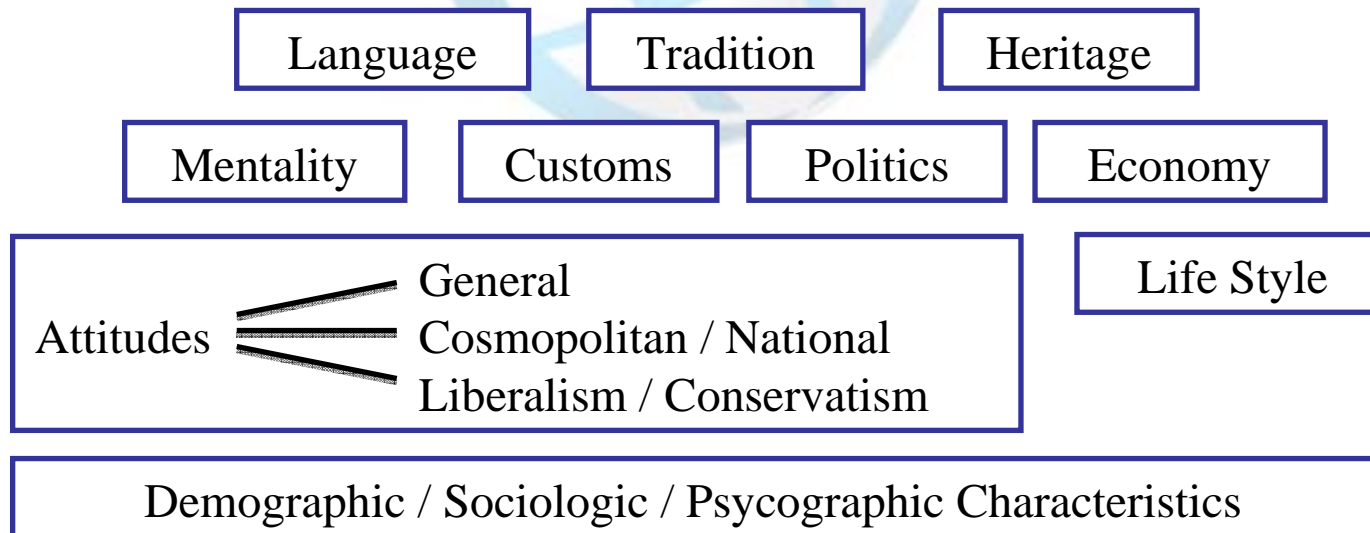 Language Tradition Heritage
Mentality Customs Politics Economy
General
Attitudes Cosmopolitan / National
Liberalism / Conservatism
Life Style
Demographic / Sociologic / Psycographic Characteristics